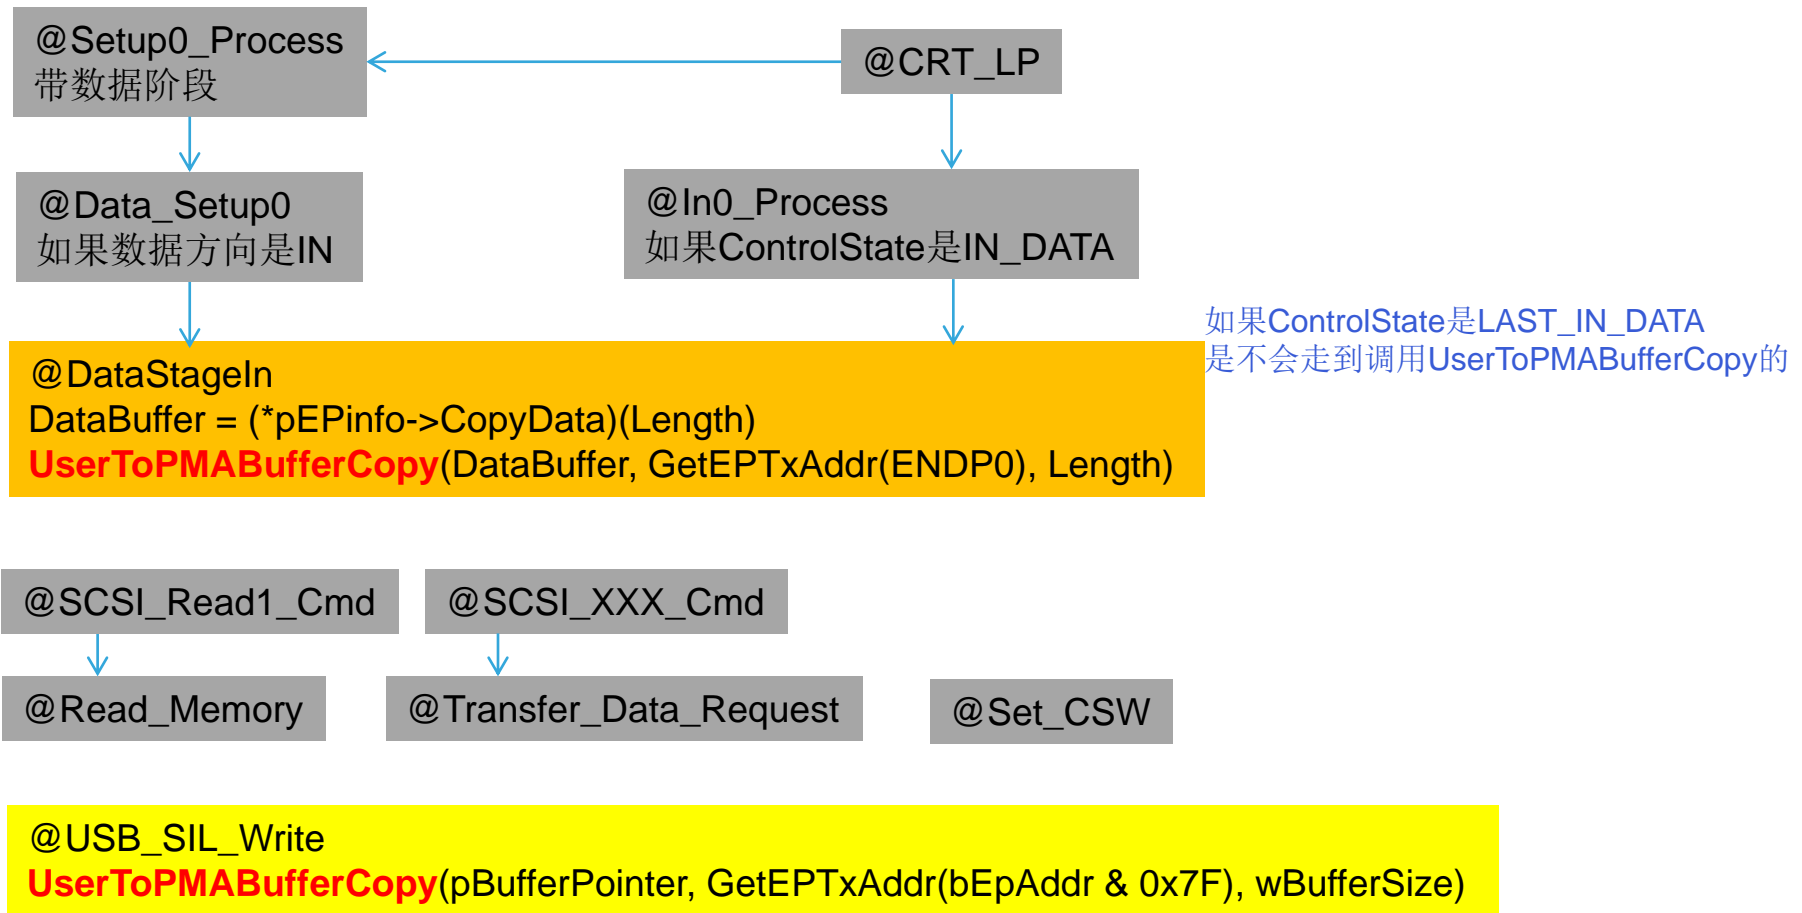 @Setup0_Process
带数据阶段
@CRT_LP
@Data_Setup0
如果数据方向是IN
@In0_Process
如果ControlState是IN_DATA
如果ControlState是LAST_IN_DATA
是不会走到调用UserToPMABufferCopy的
@DataStageIn
DataBuffer = (*pEPinfo->CopyData)(Length)
UserToPMABufferCopy(DataBuffer, GetEPTxAddr(ENDP0), Length)
@SCSI_Read1_Cmd
@SCSI_XXX_Cmd
@Read_Memory
@Transfer_Data_Request
@Set_CSW
@USB_SIL_Write
UserToPMABufferCopy(pBufferPointer, GetEPTxAddr(bEpAddr & 0x7F), wBufferSize)